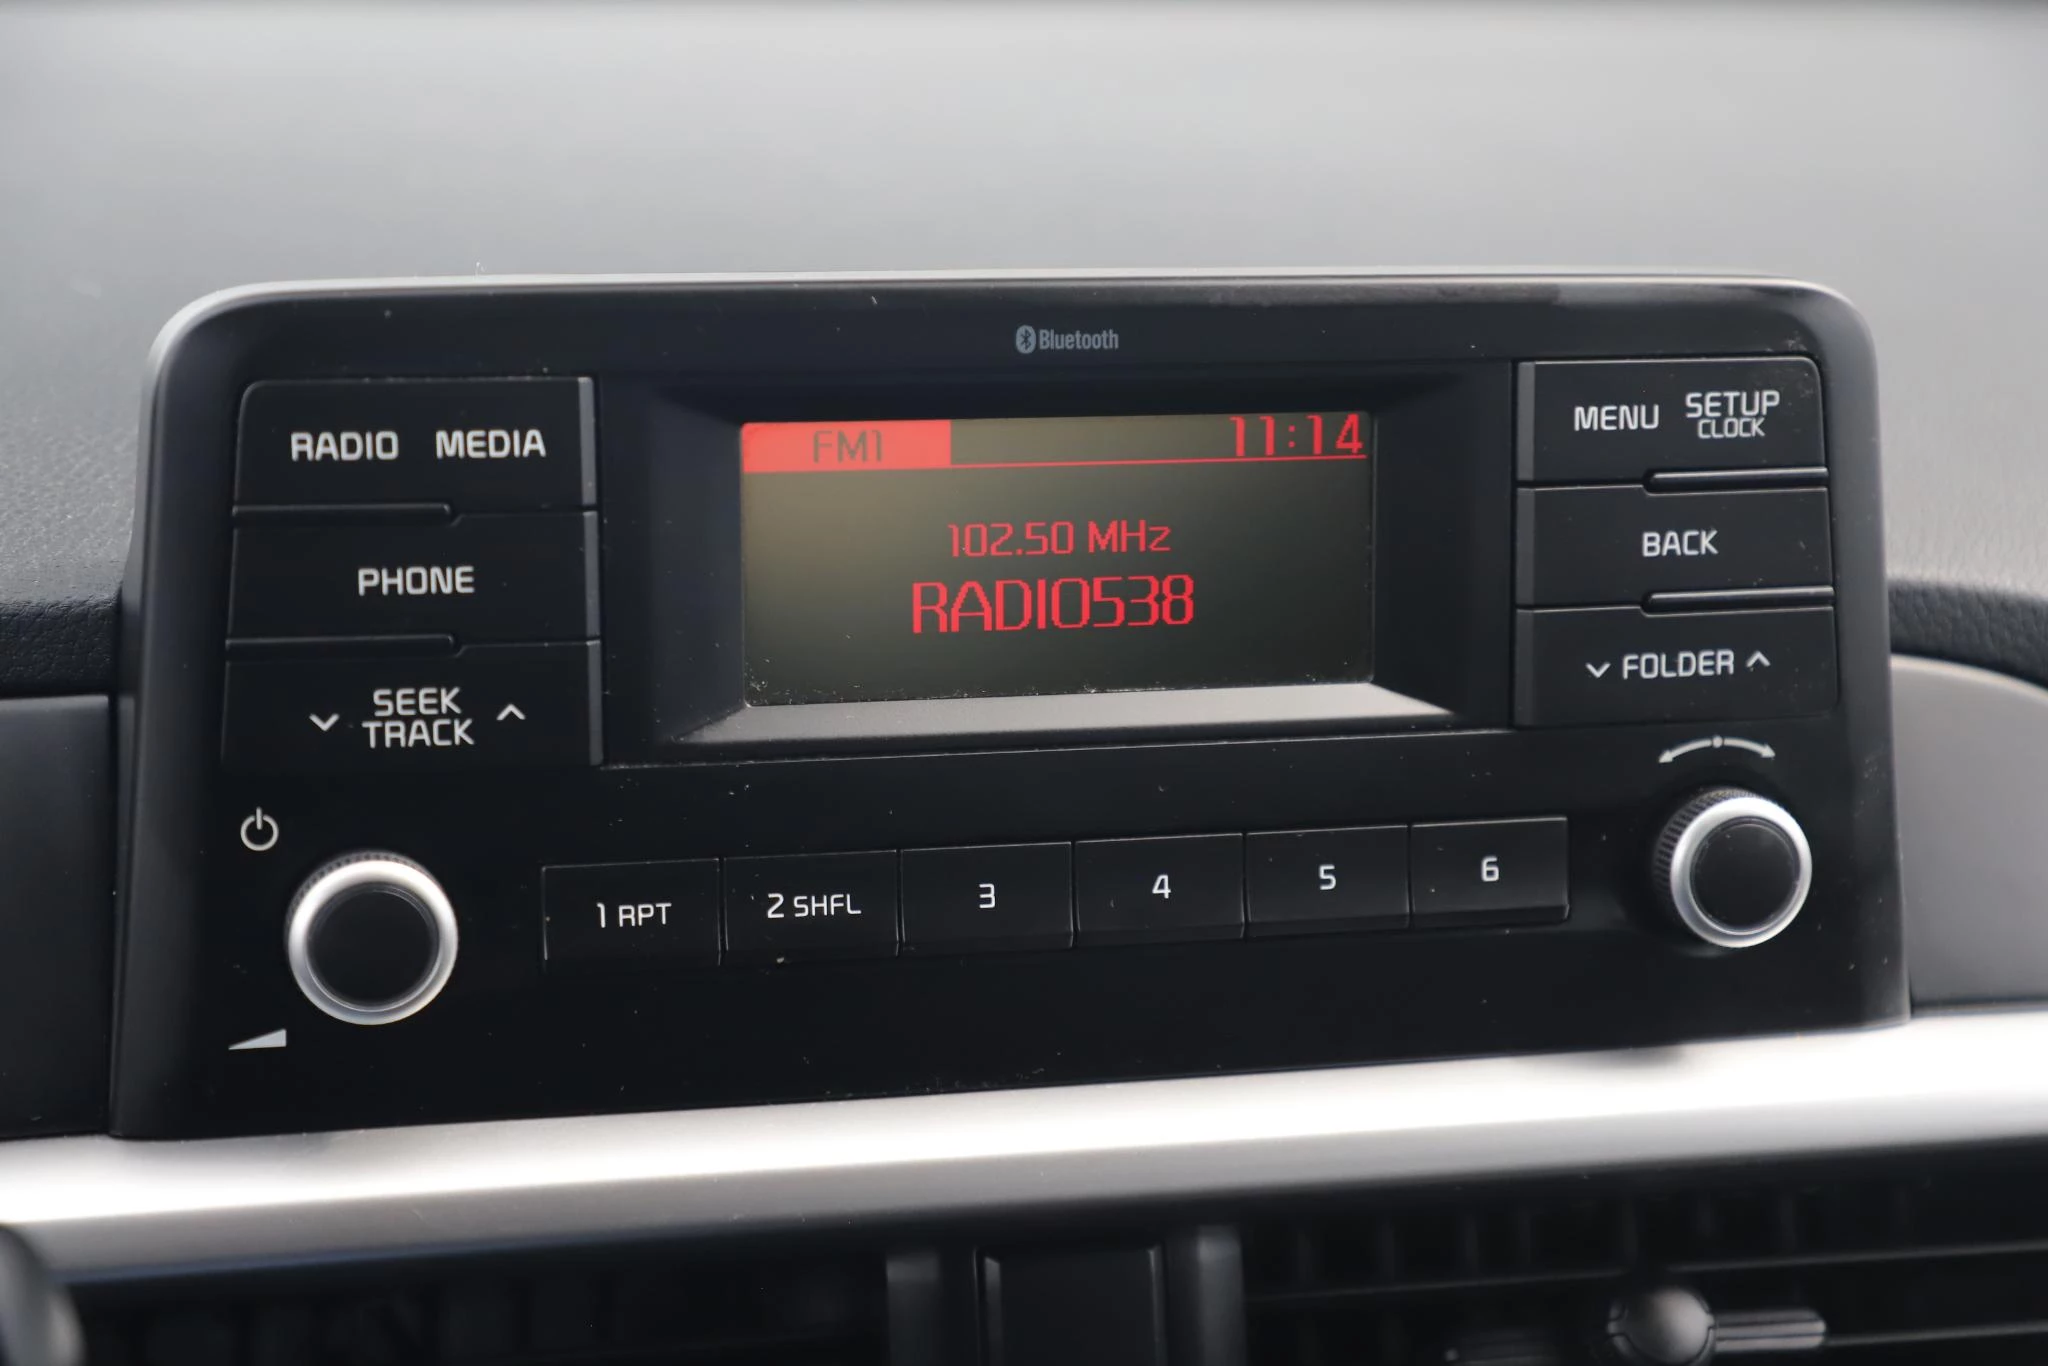 Bluetooth
RADIO MEDIA
FM1 11:14
MENU SETUP
CLOCK
102.50 MHz
RADIO538
PHONE
BACK
SEEK
TRACK
FOLDER
1 RPT
2 SHFL
3
4
5
6